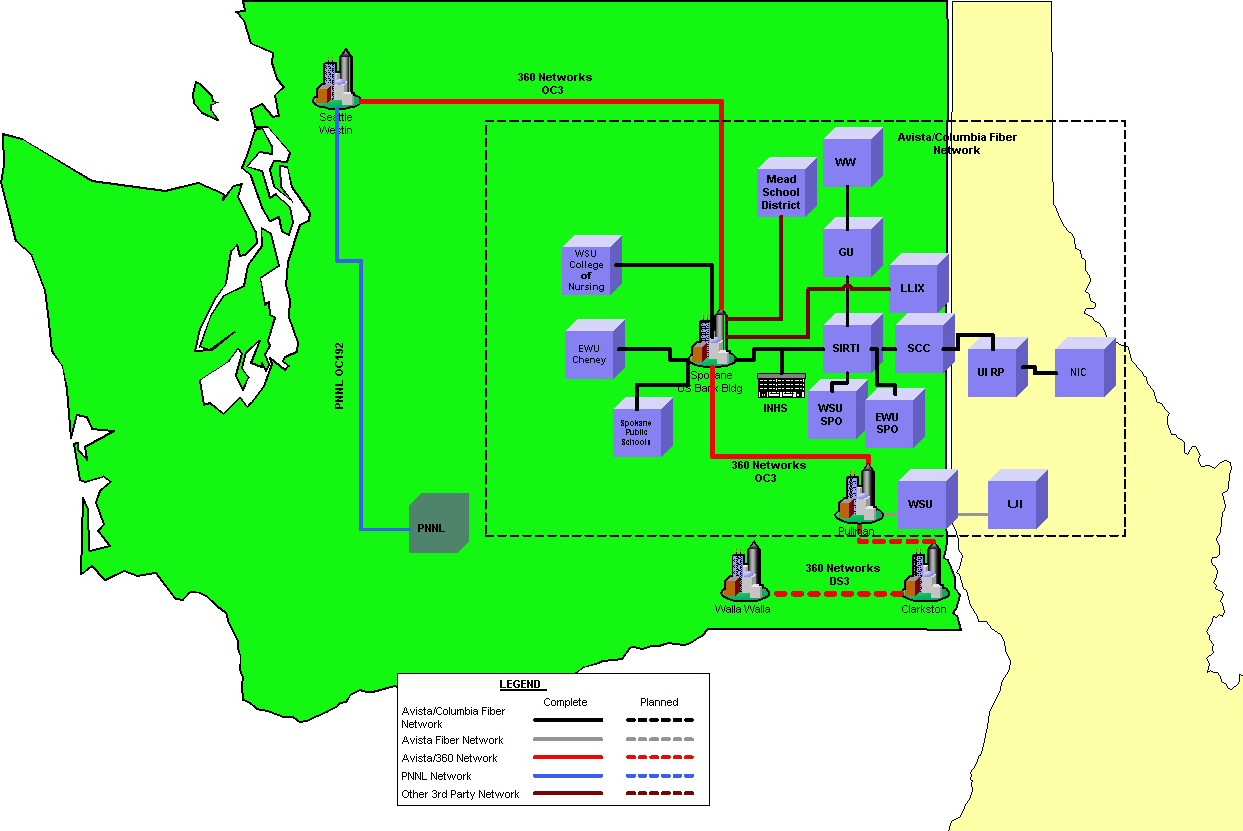 360 Networks
OC3
Seattle
Westin
Avista/Columbia Fiber
Network
WW
Mead
School
District
GU
WSU
College
of
Nursing
LLIX
EWU
Cheney
SIRTI
SCC
UI RP
NIC
Spokane
US Bank Bldg
INHS
WSU
SPO
EWU
SPO
Spokane
Public
Schools
PNNL OC192
360 Networks
OC3
WSU
UI
PNNL
Pullman
360 Networks
DS3
Walla Walla
Clarkston
LEGEND
Complete Planned
Avista/Columbia Fiber
Network
Avista Fiber Network
Avista/360 Network
PNNL Network
Other 3rd Party Network